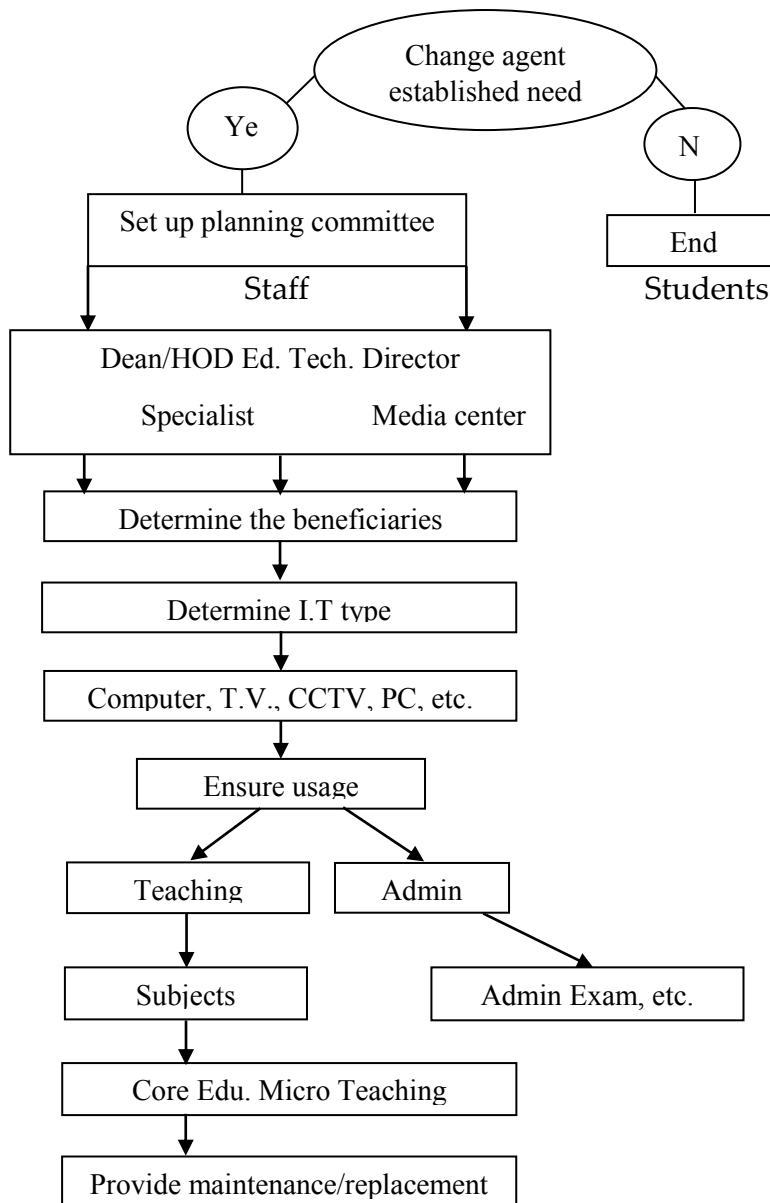 Change agent
established need
Ye
N
Set up planning committee
End
Staff
Students
Dean/HOD Ed. Tech. Director
Specialist Media center
Determine the beneficiaries
Determine I.T type
Computer, T.V., CCTV, PC, etc.
Ensure usage
Teaching
Admin
Subjects
Admin Exam, etc.
Core Edu. Micro Teaching
Provide maintenance/replacement